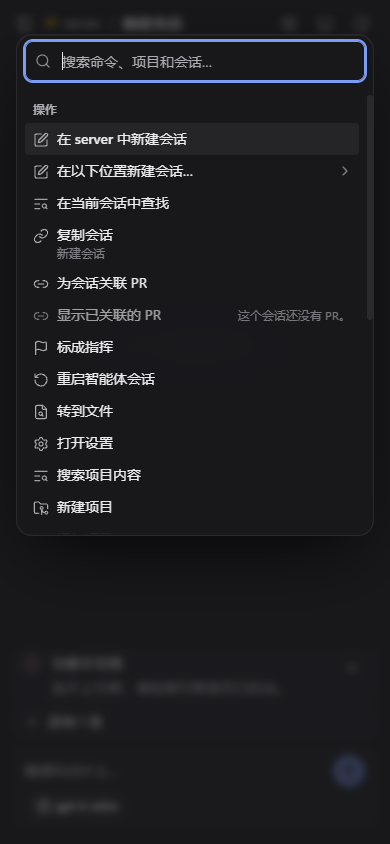 server
搜索命令、项目和会话...
操作
在 server 中新建会话
在以下位置新建会话...
在当前会话中查找
复制会话
新建会话
为会话关联 PR
显示已关联的 PR 这个会话还没有 PR。
标成指挥
重启智能体会话
转到文件
打开设置
搜索项目内容
新建项目